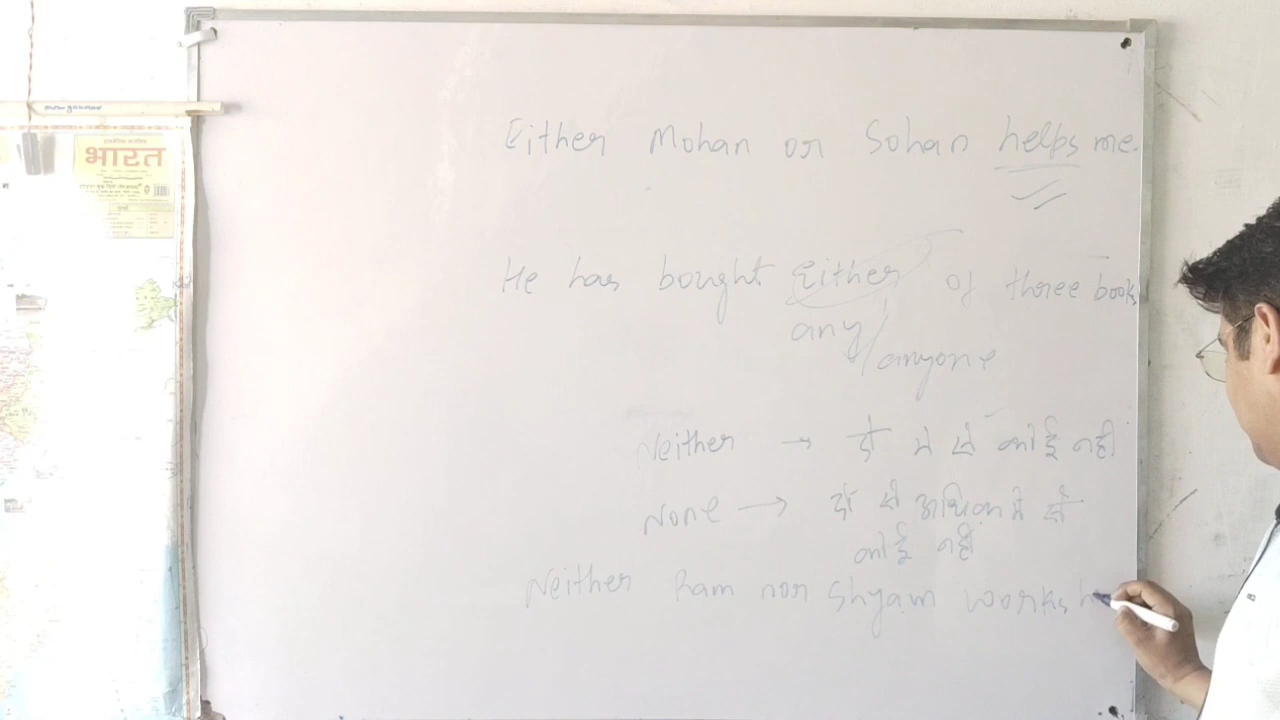 भारत
Either Mohan or Sohan helps me.
He has bought Either of three books
any/
anyone
Neither → दो मे से कोई नही
None → दो से अधिक मे से
कोई नही
Neither Ram nor Shyam works h